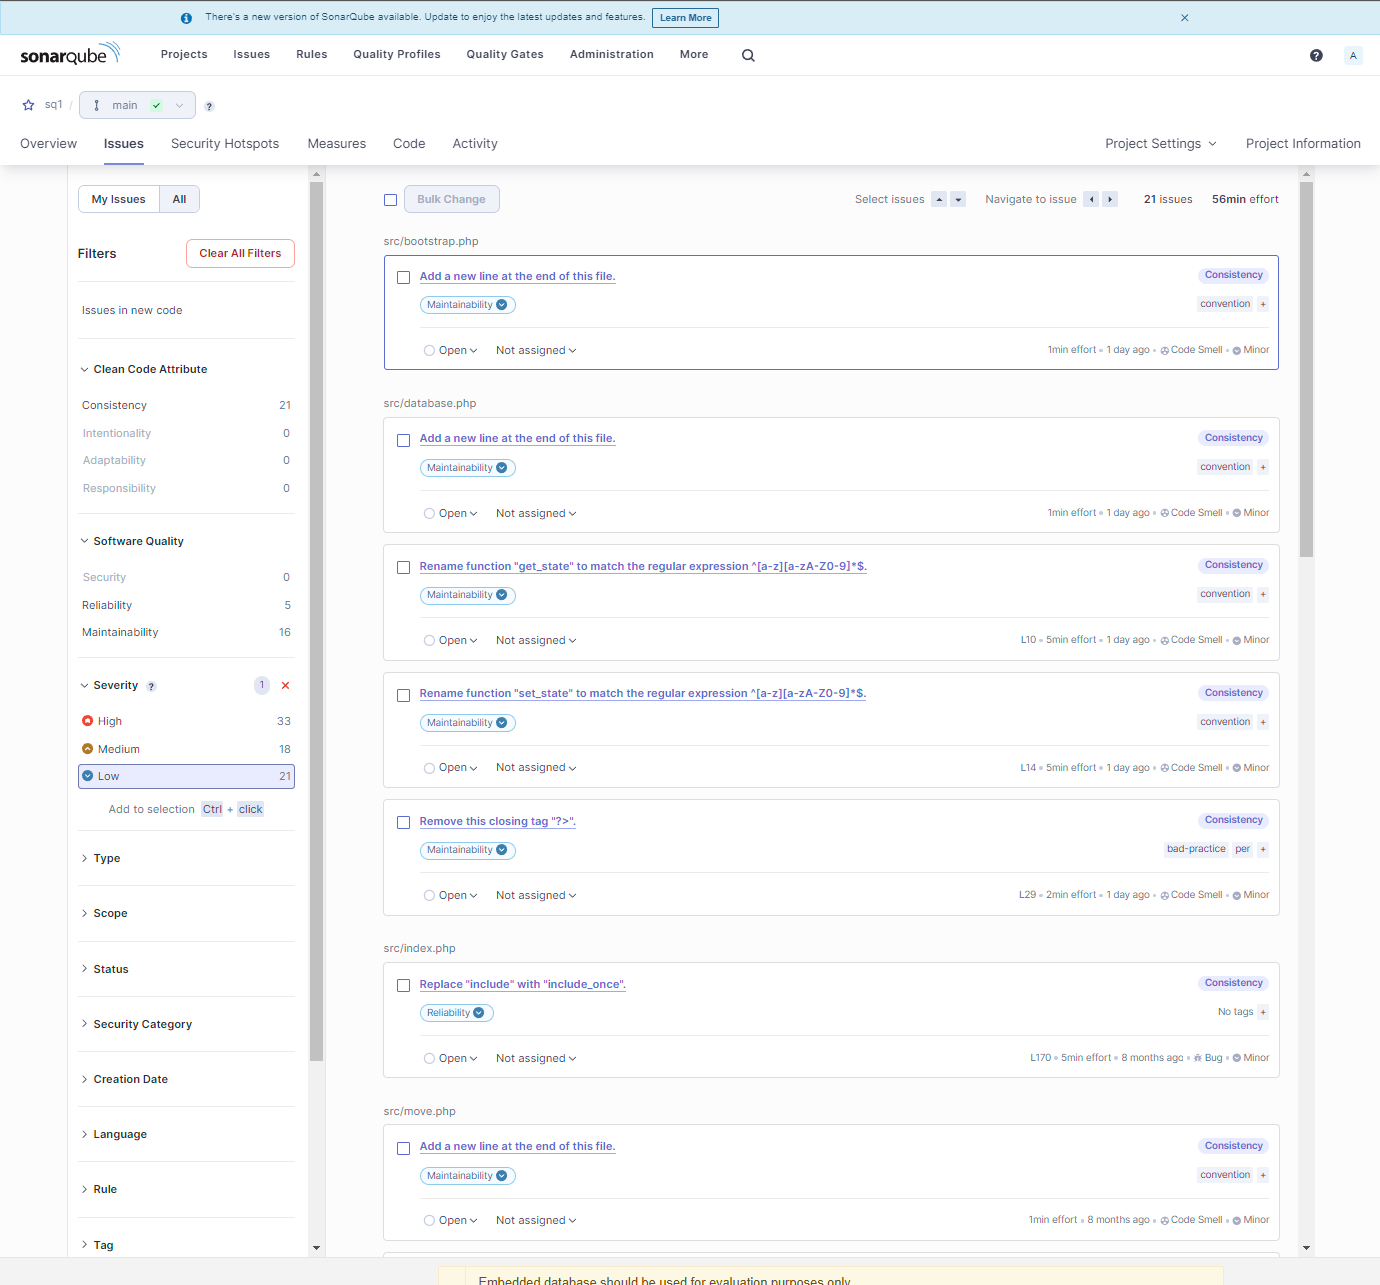 There's a new version of SonarQube available. Update to enjoy the latest updates and features. Learn More
sonarqube Projects Issues Rules Quality Profiles Quality Gates Administration More A
sq1 / main
Overview Issues Security Hotspots Measures Code Activity Project Settings Project Information
My Issues All
Bulk Change Select issues Navigate to issue 21 issues 56min effort
Filters Clear All Filters
Issues in new code
Clean Code Attribute
Consistency 21
Intentionality 0
Adaptability 0
Responsibility 0
Software Quality
Security 0
Reliability 5
Maintainability 16
Severity ? 1
High 33
Medium 18
Low 21
Add to selection Ctrl + click
Type
Scope
Status
Security Category
Creation Date
Language
Rule
Tag
src/bootstrap.php
Add a new line at the end of this file. Consistency
Maintainability convention +
Open Not assigned 1min effort • 1 day ago • Code Smell • Minor
src/database.php
Add a new line at the end of this file. Consistency
Maintainability convention +
Open Not assigned 1min effort • 1 day ago • Code Smell • Minor
Rename function "get_state" to match the regular expression ^[a-z][a-zA-Z0-9]*$. Consistency
Maintainability convention +
Open Not assigned L10 • 5min effort • 1 day ago • Code Smell • Minor
Rename function "set_state" to match the regular expression ^[a-z][a-zA-Z0-9]*$. Consistency
Maintainability convention +
Open Not assigned L14 • 5min effort • 1 day ago • Code Smell • Minor
Remove this closing tag "?>". Consistency
Maintainability bad-practice per +
Open Not assigned L29 • 2min effort • 1 day ago • Code Smell • Minor
src/index.php
Replace "include" with "include_once". Consistency
Reliability No tags +
Open Not assigned L170 • 5min effort • 8 months ago • Bug • Minor
src/move.php
Add a new line at the end of this file. Consistency
Maintainability convention +
Open Not assigned 1min effort • 8 months ago • Code Smell • Minor
Embedded database should be used for evaluation purposes only